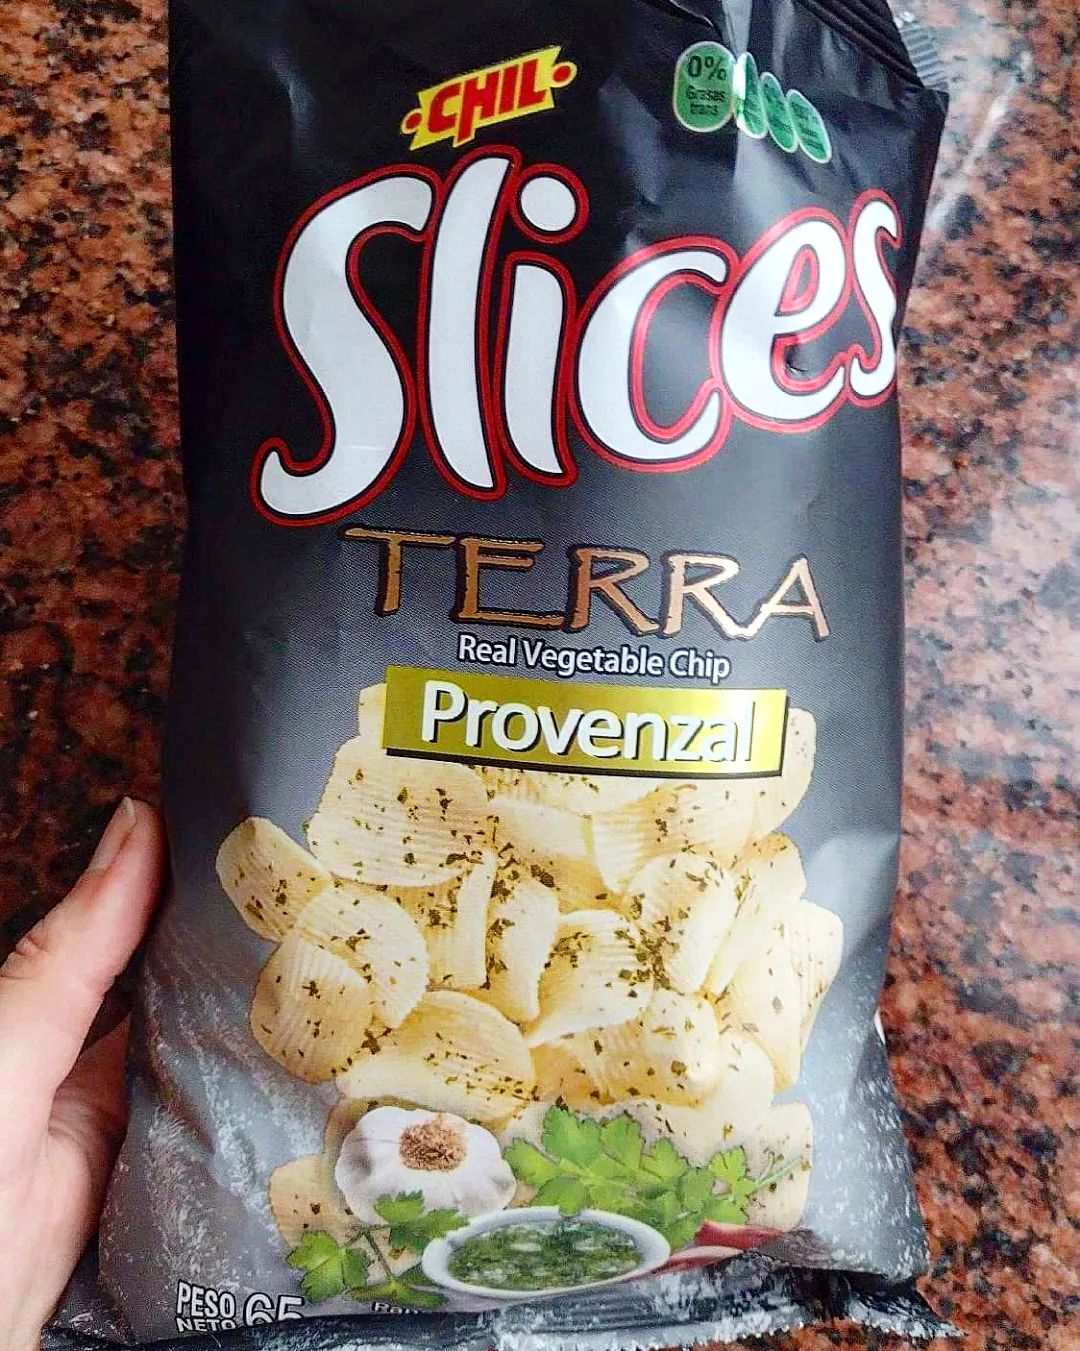 CHIL
0%
Grasas
trans
Slices
TERRA
Real Vegetable Chip
Provenzal
PESO
NETO 65